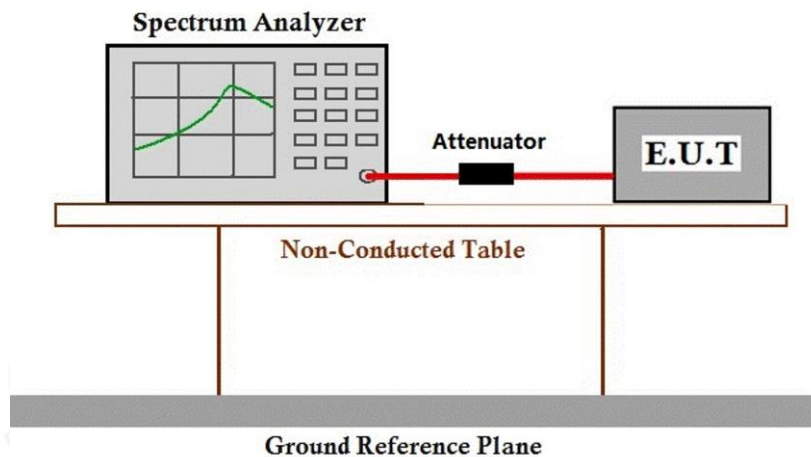 Spectrum Analyzer
Attenuator
E.U.T
Non-Conducted Table
Ground Reference Plane